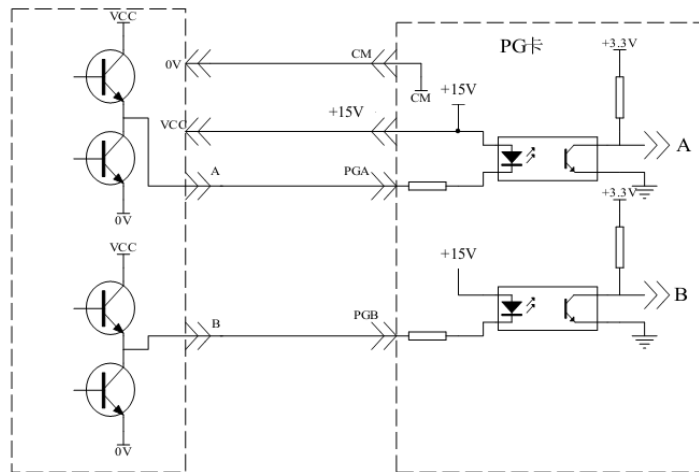 VCC
0V
CM
PG卡
+3.3V
CM
+15V
VCC
+15V
A
A
PGA
0V
+3.3V
VCC
+15V
B
B
PGB
0V